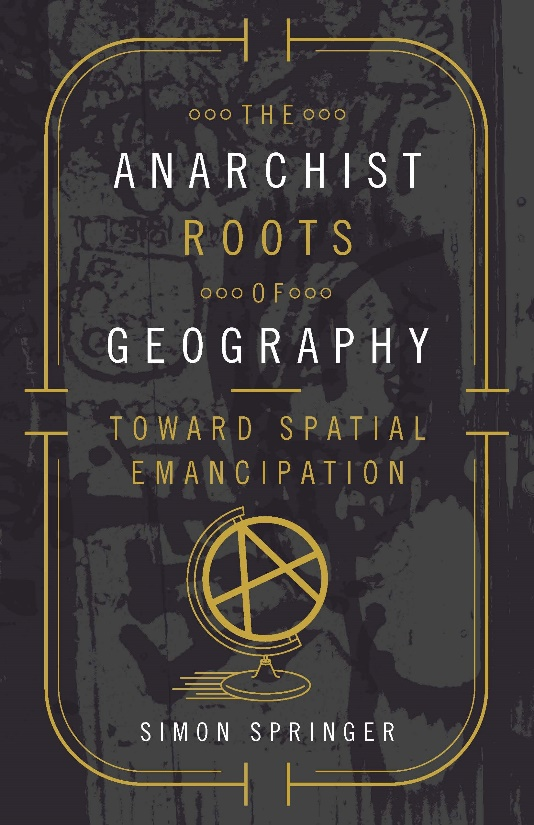 THE
ANARCHIST
ROOTS
OF
GEOGRAPHY
TOWARD SPATIAL
EMANCIPATION
SIMON SPRINGER